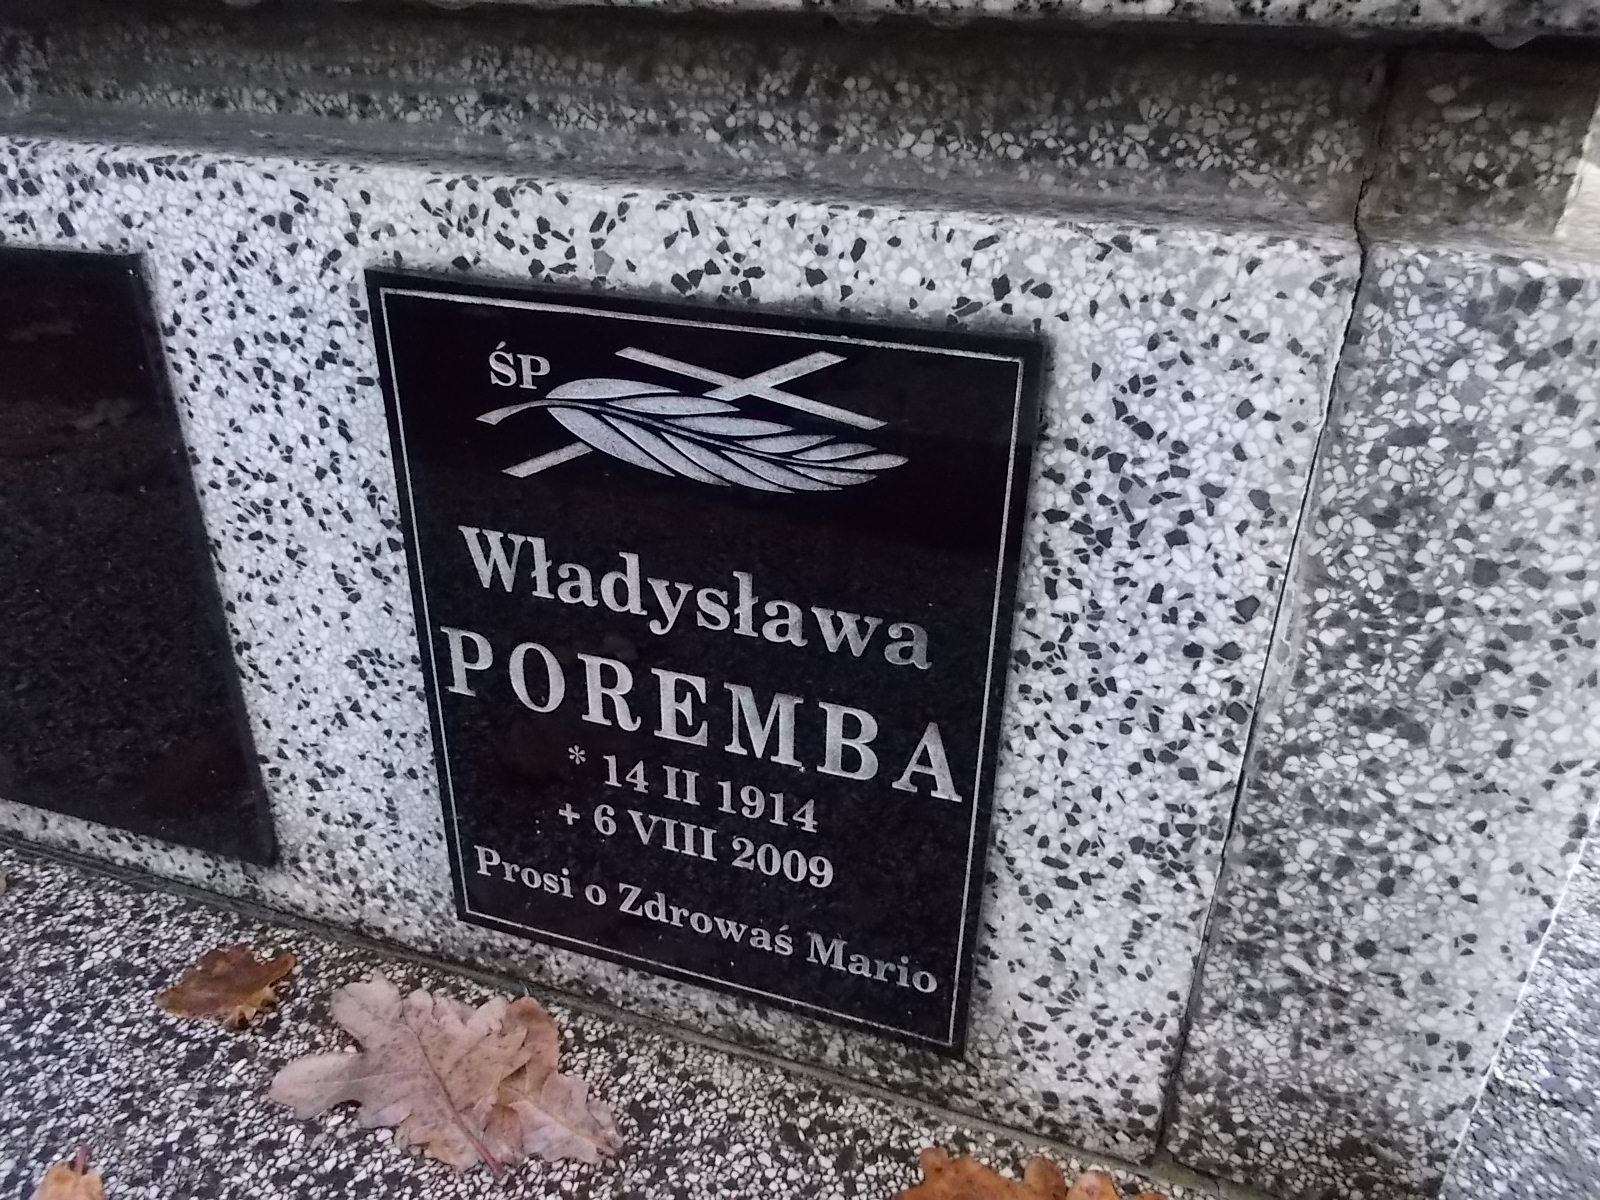 ŚP
Władysława
POREMBA
* 14 II 1914
+ 6 VIII 2009
Prosi o Zdrowaś Mario